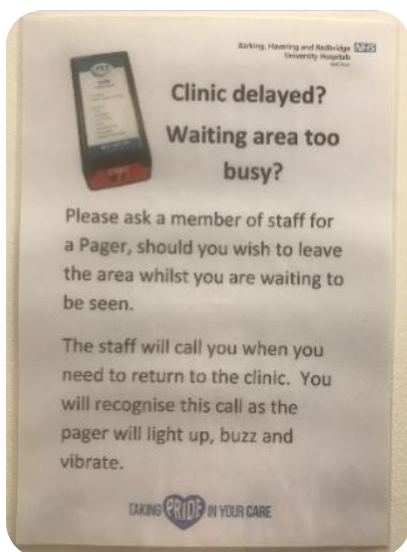 Barking, Havering and Redbridge NHS
University Hospitals
Clinic delayed?
Waiting area too
busy?
Please ask a member of staff for
a Pager, should you wish to leave
the area whilst you are waiting to
be seen.
The staff will call you when you
need to return to the clinic. You
will recognise this call as the
pager will light up, buzz and
vibrate.
TAKING PRIDE IN YOUR CARE